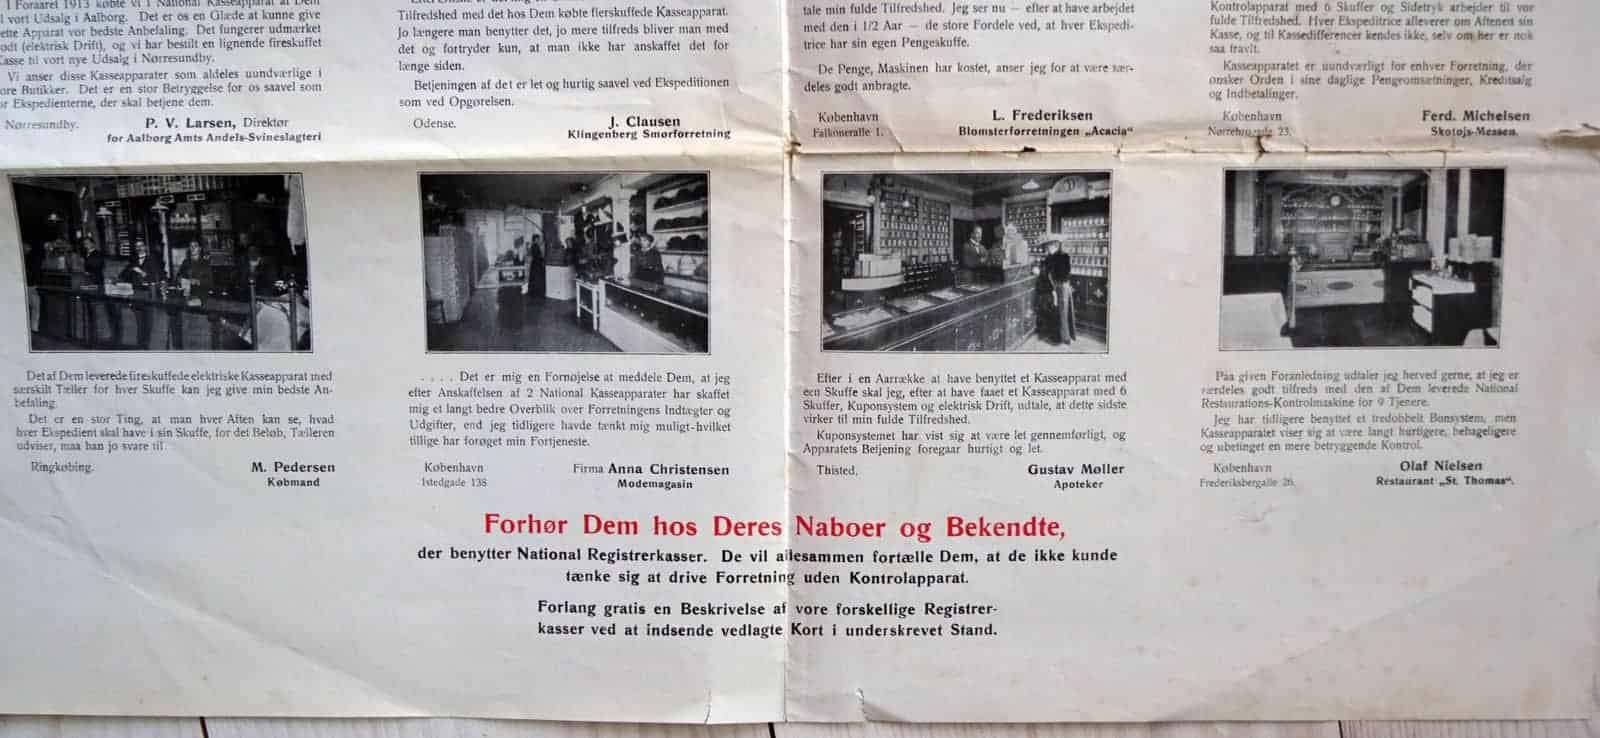 I Foraaret 1913 købte vi 1 National Kasseapparat af Dem
l vort Udsalg i Aalborg. Det er os en Glæde at kunne give
ette Apparat vor bedste Anbefaling. Det fungerer udmærket
odt (elektrisk Drift), og vi har bestilt en lignende fireskuffet
Kasse til vort nye Udsalg i Nørresundby.
Vi anser disse Kasseapparater som aldeles uundværlige i
ore Butikker. Det er en stor Betryggelse for os saavel som
or Ekspedienterne, der skal betjene dem.
Nørresundby.
P. V. Larsen, Direktør
for Aalborg Amts Andels-Svineslagteri
Tilfredshed med det hos Dem købte flerskuffede Kasseapparat.
Jo længere man benytter det, jo mere tilfreds bliver man med
det og fortryder kun, at man ikke har anskaffet det for
længe siden.
Betjeningen af det er let og hurtig saavel ved Ekspeditionen
som ved Opgørelsen.
Odense.
J. Clausen
Klingenberg Smørforretning
tale min fulde Tilfredshed. Jeg ser nu — efter at have arbejdet
med den i 1/2 Aar — de store Fordele ved, at hver Ekspedi-
trice har sin egen Pengeskuffe.
De Penge, Maskinen har kostet, anser jeg for at være sær-
deles godt anbragte.
København
Falkoneralle 1.
L. Frederiksen
Blomsterforretningen „Acacia“
Kontrolapparat med 6 Skuffer og Sidetryk arbejder til vor
fulde Tilfredshed. Hver Ekspeditrice afleverer om Aftenen sin
Kasse, og til Kassedifferencer kendes ikke, selv om her er nok
saa travlt.
Kasseapparatet er uundværligt for enhver Forretning, der
ønsker Orden i sine daglige Pengeomsætninger, Kreditsalg
og Indbetalinger.
København
Nørrebrogade 23.
Ferd. Michelsen
Skotøjs-Messen.
Det af Dem leverede fireskuffede elektriske Kasseapparat med
særskilt Tæller for hver Skuffe kan jeg give min bedste An-
befaling.
Det er en stor Ting, at man hver Aften kan se, hvad
hver Ekspedient skal have i sin Skuffe, for det Beløb, Tælleren
udviser, maa han jo svare til.
Ringkøbing.
M. Pedersen
Købmand
. . . . Det er mig en Fornøjelse at meddele Dem, at jeg
efter Anskaffelsen af 2 National Kasseapparater har skaffet
mig et langt bedre Overblik over Forretningens Indtægter og
Udgifter, end jeg tidligere havde tænkt mig muligt-hvilket
tillige har forøget min Fortjeneste.
København
Istedgade 138
Firma Anna Christensen
Modemagasin
Efter i en Aarrække at have benyttet et Kasseapparat med
een Skuffe skal jeg, efter at have faaet et Kasseapparat med 6
Skuffer, Kuponsystem og elektrisk Drift, udtale, at dette sidste
virker til min fulde Tilfredshed.
Kuponsystemet har vist sig at være let gennemførligt, og
Apparatets Betjening foregaar hurtigt og let.
Thisted.
Gustav Møller
Apoteker
Paa given Foranledning udtaler jeg herved gerne, at jeg er
særdeles godt tilfreds med den af Dem leverede National
Restaurations-Kontrolmaskine for 9 Tjenere.
Jeg har tidligere benyttet et tredobbelt Bonsystem, men
Kasseapparatet viser sig at være langt hurtigere, behageligere
og ubetinget en mere betryggende Kontrol.
København
Frederiksbergalle 26.
Olaf Nielsen
Restaurant „St. Thomas“.
Forhør Dem hos Deres Naboer og Bekendte,
der benytter National Registrerkasser. De vil allesammen fortælle Dem, at de ikke kunde
tænke sig at drive Forretning uden Kontrolapparat.
Forlang gratis en Beskrivelse af vore forskellige Registrer-
kasser ved at indsende vedlagte Kort i underskrevet Stand.